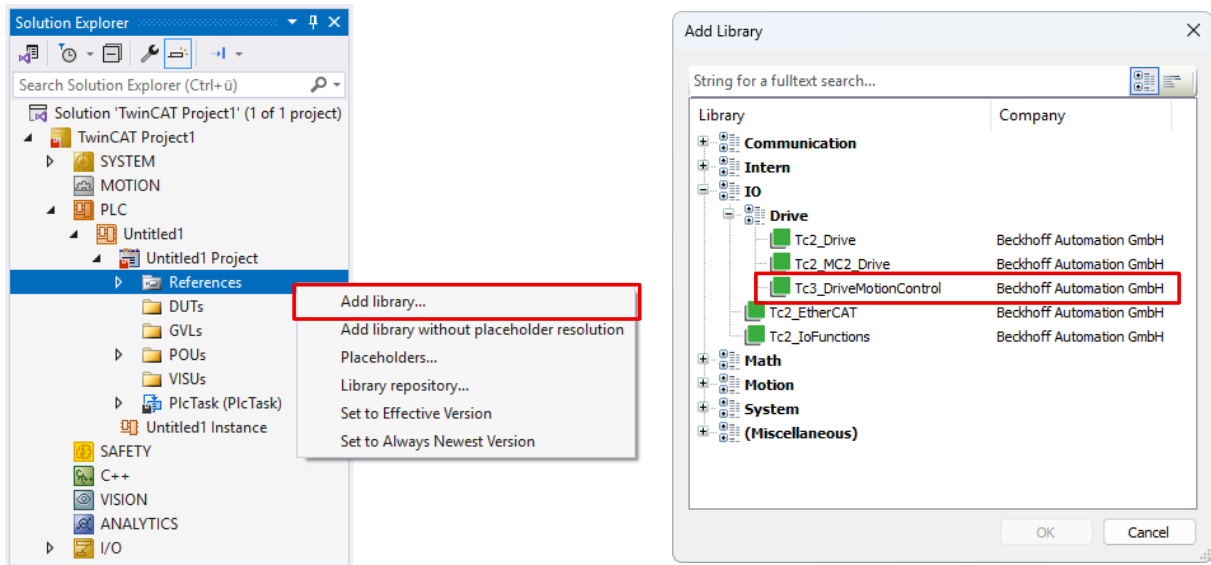 Solution Explorer
Search Solution Explorer (Ctrl+ü)
Solution 'TwinCAT Project1' (1 of 1 project)
TwinCAT Project1
SYSTEM
MOTION
PLC
Untitled1
Untitled1 Project
References
DUTs
GVLs
POUs
VISUs
PlcTask (PlcTask)
Untitled1 Instance
SAFETY
C++
VISION
ANALYTICS
I/O
Add library...
Add library without placeholder resolution
Placeholders...
Library repository...
Set to Effective Version
Set to Always Newest Version
Add Library
String for a fulltext search...
Library Company
Communication
Intern
IO
Drive
Tc2_Drive Beckhoff Automation GmbH
Tc2_MC2_Drive Beckhoff Automation GmbH
Tc3_DriveMotionControl Beckhoff Automation GmbH
Tc2_EtherCAT Beckhoff Automation GmbH
Tc2_IoFunctions Beckhoff Automation GmbH
Math
Motion
System
(Miscellaneous)
OK Cancel